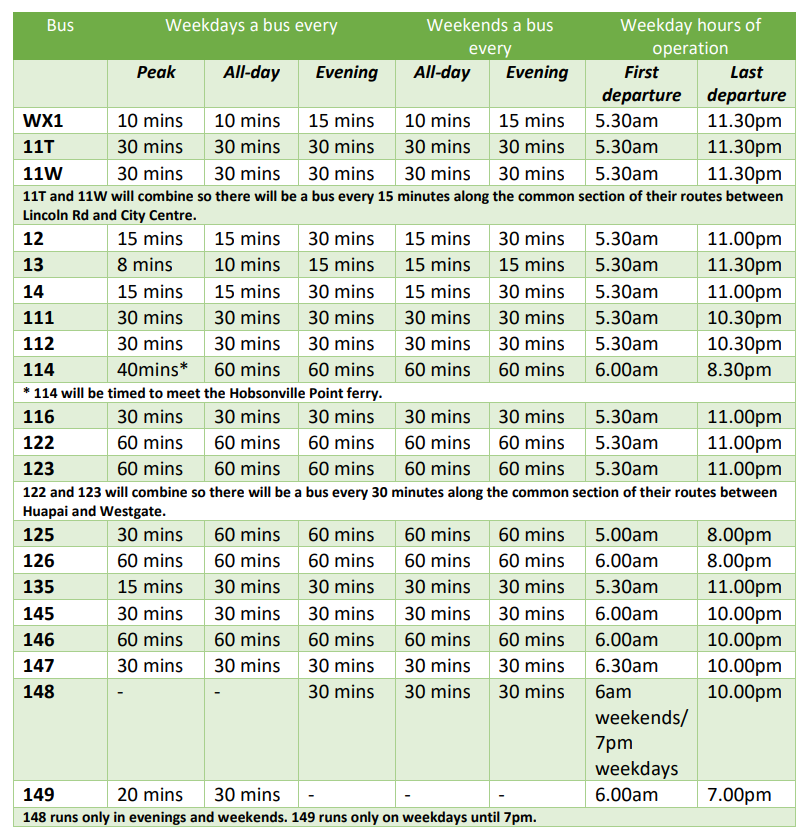 Bus Weekdays a bus every Weekends a bus Weekday hours of
every operation
Peak All-day Evening All-day Evening First Last
departure departure
WX1 10 mins 10 mins 15 mins 10 mins 15 mins 5.30am 11.30pm
11T 30 mins 30 mins 30 mins 30 mins 30 mins 5.30am 11.30pm
11W 30 mins 30 mins 30 mins 30 mins 30 mins 5.30am 11.30pm
11T and 11W will combine so there will be a bus every 15 minutes along the common section of their routes between
Lincoln Rd and City Centre.
12 15 mins 15 mins 30 mins 15 mins 30 mins 5.30am 11.00pm
13 8 mins 10 mins 15 mins 15 mins 15 mins 5.30am 11.30pm
14 15 mins 15 mins 30 mins 15 mins 30 mins 5.30am 11.00pm
111 30 mins 30 mins 30 mins 30 mins 30 mins 5.30am 10.30pm
112 30 mins 30 mins 30 mins 30 mins 30 mins 5.30am 10.30pm
114 40mins* 60 mins 60 mins 60 mins 60 mins 6.00am 8.30pm
* 114 will be timed to meet the Hobsonville Point ferry.
116 30 mins 30 mins 30 mins 30 mins 30 mins 5.30am 11.00pm
122 60 mins 60 mins 60 mins 60 mins 60 mins 5.30am 11.00pm
123 60 mins 60 mins 60 mins 60 mins 60 mins 5.30am 11.00pm
122 and 123 will combine so there will be a bus every 30 minutes along the common section of their routes between
Huapai and Westgate.
125 30 mins 60 mins 60 mins 60 mins 60 mins 5.00am 8.00pm
126 60 mins 60 mins 60 mins 60 mins 60 mins 6.00am 8.00pm
135 15 mins 30 mins 30 mins 30 mins 30 mins 5.30am 11.00pm
145 30 mins 30 mins 30 mins 30 mins 30 mins 6.00am 10.00pm
146 60 mins 60 mins 60 mins 60 mins 60 mins 6.00am 10.00pm
147 30 mins 30 mins 30 mins 30 mins 30 mins 6.30am 10.00pm
148 - - 30 mins 30 mins 30 mins 6am 10.00pm
weekends/
7pm
weekdays
149 20 mins 30 mins - - - 6.00am 7.00pm
148 runs only in evenings and weekends. 149 runs only on weekdays until 7pm.